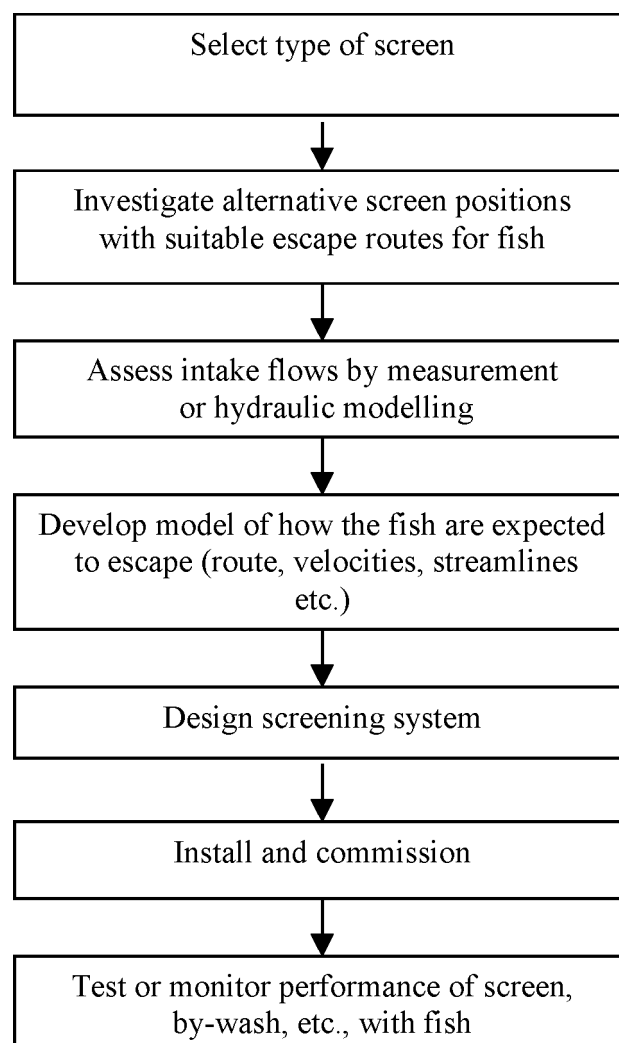 Select type of screen
Investigate alternative screen positions
with suitable escape routes for fish
Assess intake flows by measurement
or hydraulic modelling
Develop model of how the fish are expected
to escape (route, velocities, streamlines
etc.)
Design screening system
Install and commission
Test or monitor performance of screen,
by-wash, etc., with fish